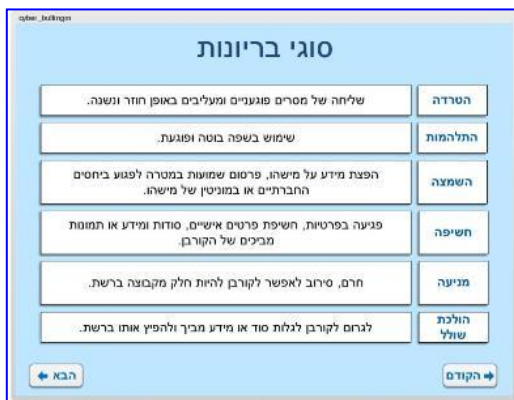 cyber_bullingm
סוגי בריונות
הטרדה
שליחה של מסרים פוגעניים ומעליבים באופן חוזר ונשנה.
התלהמות
שימוש בשפה בוטה ופוגעת.
השמצה
הפצת מידע על מישהו, פרסום שמועות במטרה לפגוע ביחסים
החברתיים או במוניטין של מישהו.
חשיפה
פגיעה בפרטיות, חשיפת פרטים אישיים, סודות ומידע או תמונות
מביכים של הקורבן.
מניעה
חרם, סירוב לאפשר לקורבן להיות חלק מקבוצה ברשת.
הולכת
שולל
לגרום לקורבן לגלות סוד או מידע מביך ולהפיץ אותו ברשת.
הקודם
הבא